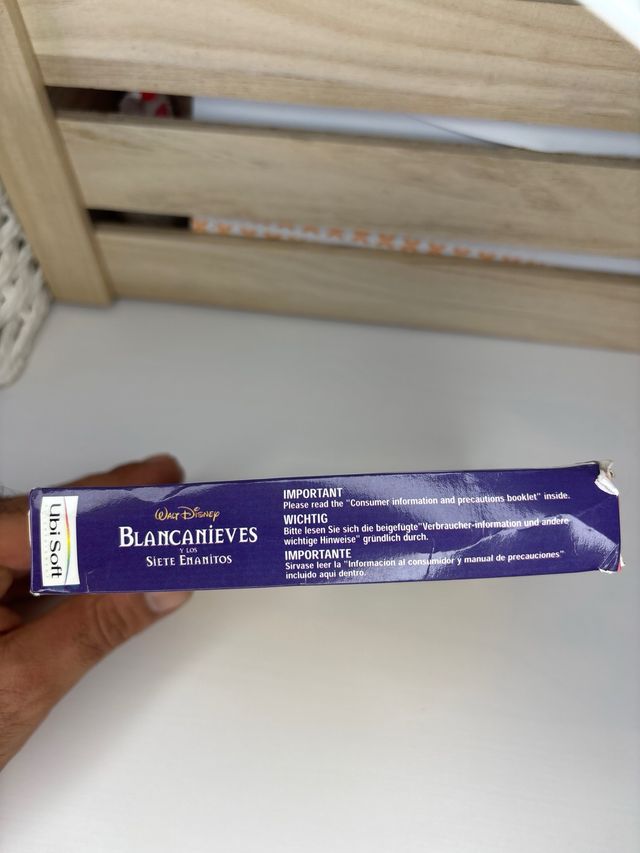 Ubi Soft
WALT DISNEY
BLANCANIEVES
Y LOS
SIETE ENANITOS
IMPORTANT
Please read the "Consumer information and precautions booklet" inside.
WICHTIG
Bitte lesen Sie sich die beigefügte"Verbraucher-information und andere
wichtige Hinweise" gründlich durch.
IMPORTANTE
Sirvase leer la "Informacion al consumidor y manual de precauciones"
incluido aqui dentro.